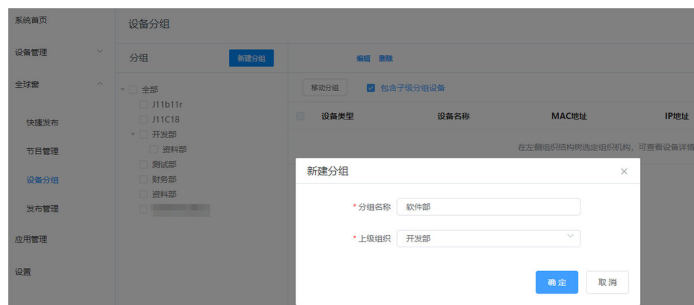 系统首页
设备分组
设备管理
分组
新建分组
编辑 删除
全球窗
全部
移动分组
包含子级分组设备
J11b11r
J11C18
设备类型
设备名称
MAC地址
IP地址
快捷发布
开发部
资料部
在左侧组织结构树选定组织机构，可查看设备详情
节目管理
测试部
设备分组
财务部
资料部
发布管理
应用管理
设置
新建分组
* 分组名称 软件部
* 上级组织 开发部
确定 取消